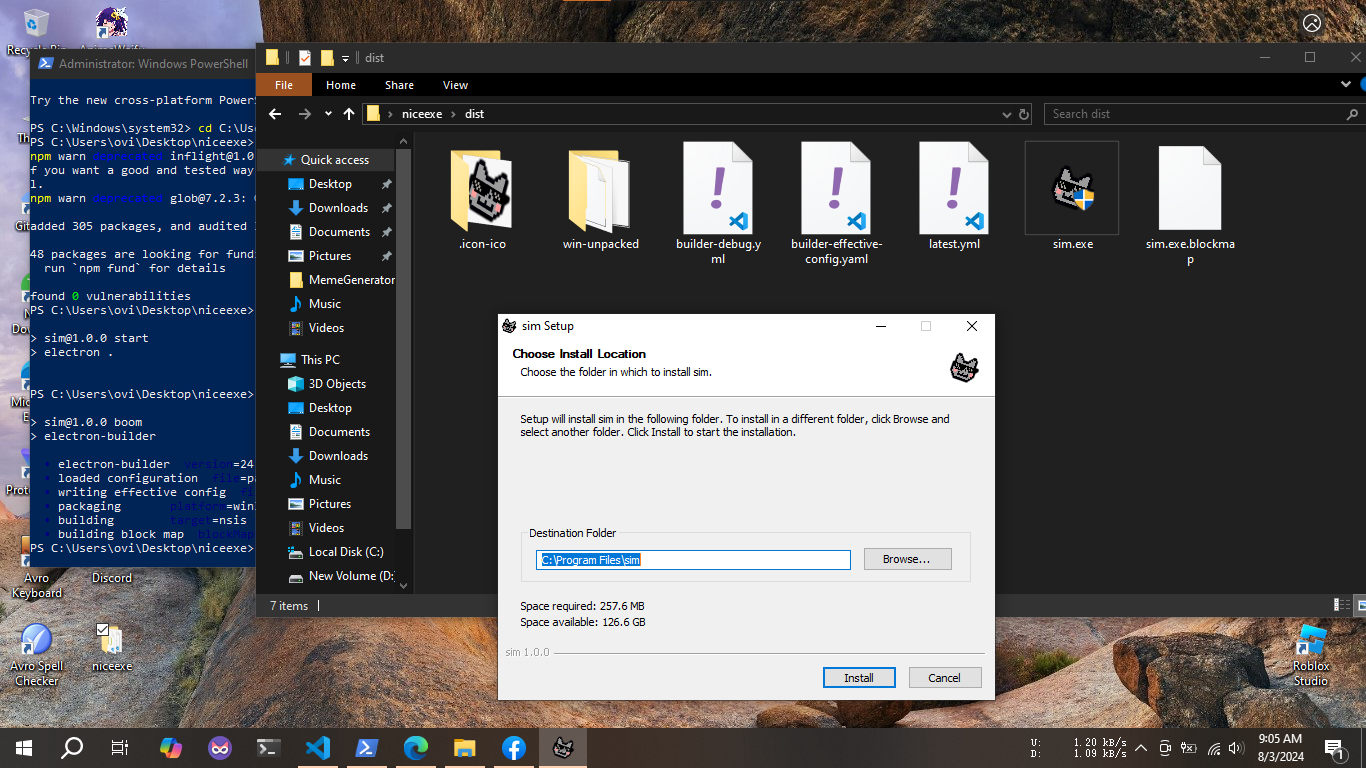 Recycle Bin
Administrator: Windows PowerShell
Try the new cross-platform PowerS
PS C:\Windows\system32> cd C:\Use
PS C:\Users\ovi\Desktop\niceexe>
npm warn deprecated inflight@1.0
f you want a good and tested way
l.
npm warn deprecated glob@7.2.3:
added 305 packages, and audited
48 packages are looking for fundi
run `npm fund` for details
found 0 vulnerabilities
PS C:\Users\ovi\Desktop\niceexe>
> sim@1.0.0 start
> electron .
PS C:\Users\ovi\Desktop\niceexe>
> sim@1.0.0 boom
> electron-builder
• electron-builder version=24
• loaded configuration file=pa
• writing effective config
• packaging platform=win
• building target=nsis
• building block map blockMap
PS C:\Users\ovi\Desktop\niceexe>
dist
File
Home
Share
View
niceexe
dist
Search dist
Quick access
Desktop
Downloads
Documents
Pictures
MemeGenerator
Music
Videos
This PC
3D Objects
Desktop
Documents
Downloads
Music
Pictures
Videos
Local Disk (C:)
New Volume (D:
.icon-ico
win-unpacked
builder-debug.y
ml
builder-effective-
config.yaml
latest.yml
sim.exe
sim.exe.blockma
p
7 items
sim Setup
Choose Install Location
Choose the folder in which to install sim.
Setup will install sim in the following folder. To install in a different folder, click Browse and
select another folder. Click Install to start the installation.
Destination Folder
C:\Program Files\sim
Browse...
Space required: 257.6 MB
Space available: 126.6 GB
sim 1.0.0
Install
Cancel
Avro
Keyboard
Discord
Avro Spell
Checker
niceexe
Roblox
Studio
U: 1.20 kB/s
D: 1.09 kB/s
9:05 AM
8/3/2024
1